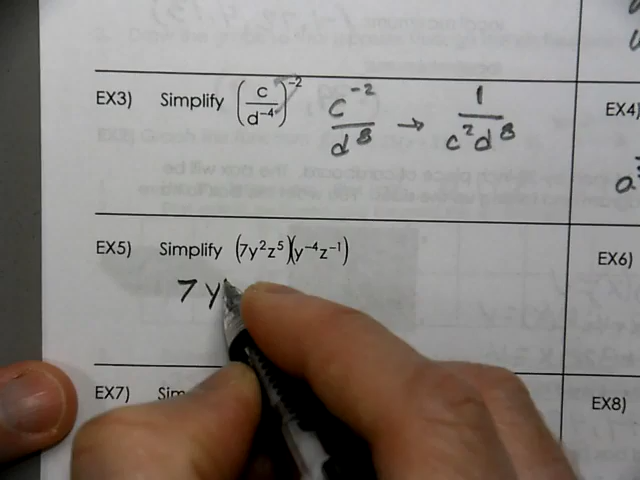 EX3) Simplify (c/d⁻⁴)⁻² c⁻²/d⁸ → 1/c²d⁸
EX4)
EX5) Simplify (7y²z⁵)(y⁻⁴z⁻¹)
7y
EX6)
EX7) Sim
EX8)